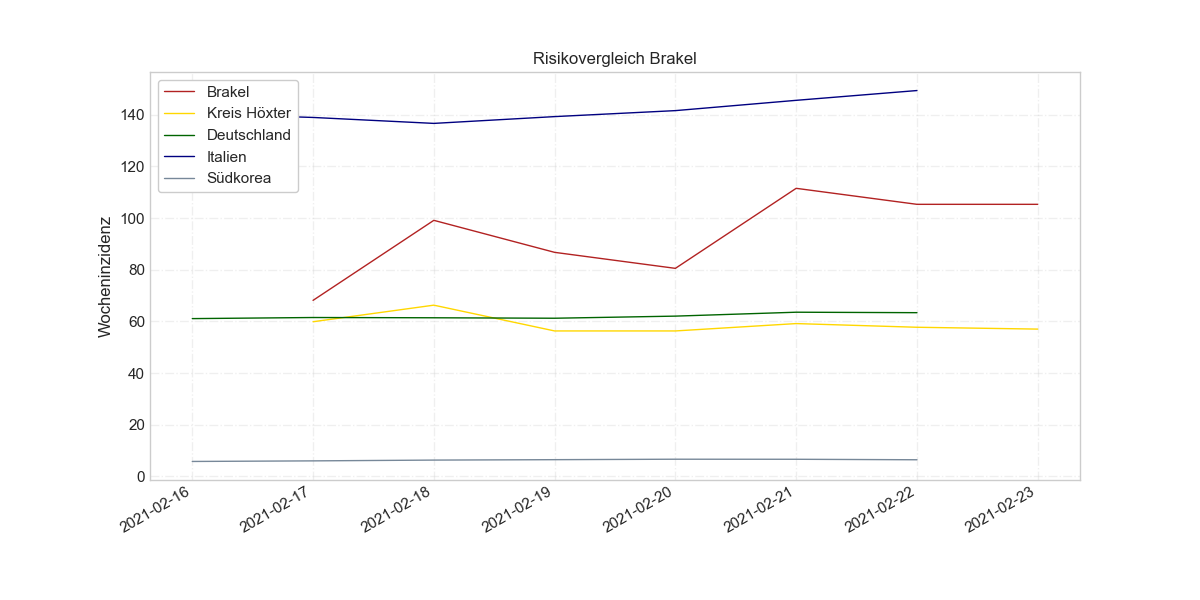 Risikovergleich Brakel
Brakel
Kreis Höxter
Deutschland
Italien
Südkorea
Wocheninzidenz
140
120
100
80
60
40
20
0
2021-02-16
2021-02-17
2021-02-18
2021-02-19
2021-02-20
2021-02-21
2021-02-22
2021-02-23